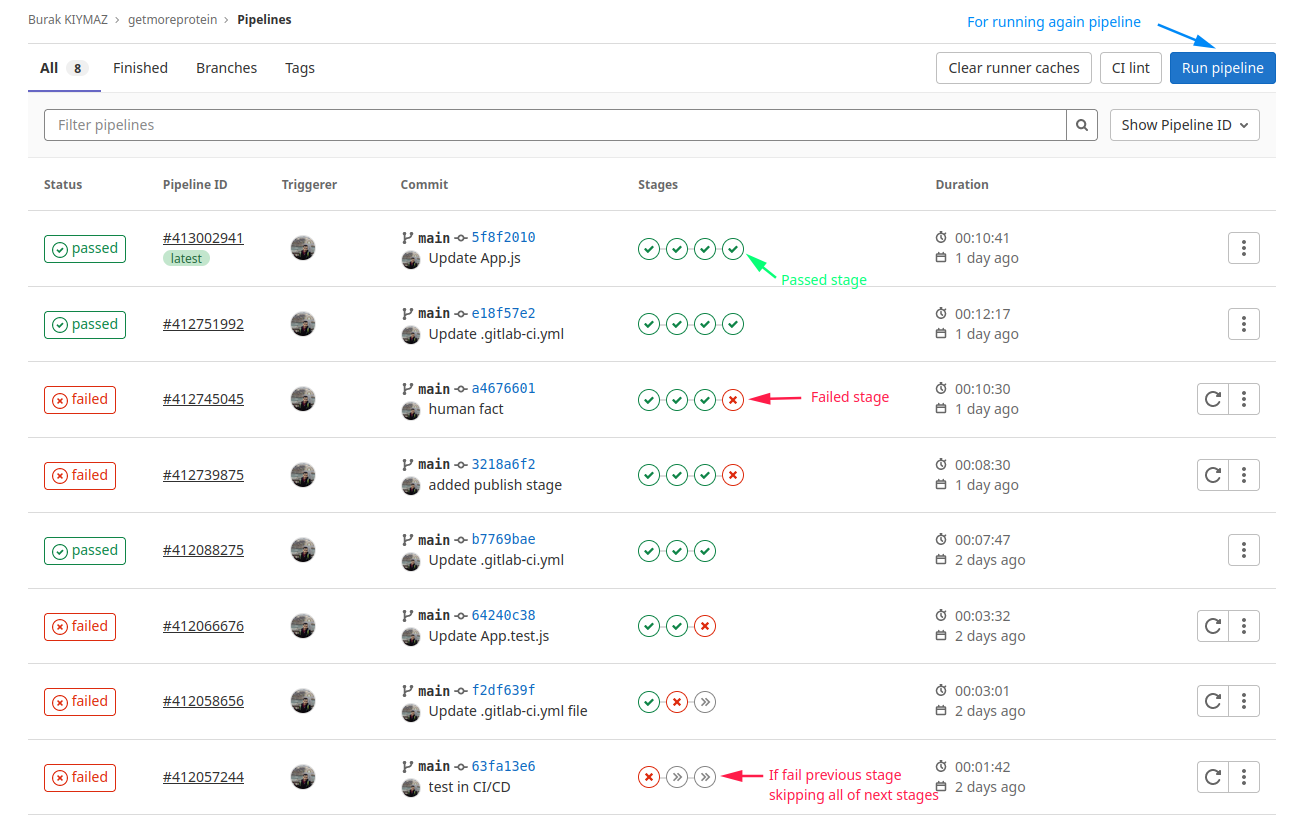 Burak KIYMAZ › getmoreprotein › Pipelines
For running again pipeline
All 8 Finished Branches Tags
Clear runner caches CI lint Run pipeline
Filter pipelines Show Pipeline ID
Status Pipeline ID Triggerer Commit Stages Duration
passed #413002941 main 5f8f2010 00:10:41
latest Update App.js 1 day ago
Passed stage
passed #412751992 main e18f57e2 00:12:17
Update .gitlab-ci.yml 1 day ago
failed #412745045 main a4676601 Failed stage 00:10:30
human fact 1 day ago
failed #412739875 main 3218a6f2 00:08:30
added publish stage 1 day ago
passed #412088275 main b7769bae 00:07:47
Update .gitlab-ci.yml 2 days ago
failed #412066676 main 64240c38 00:03:32
Update App.test.js 2 days ago
failed #412058656 main f2df639f 00:03:01
Update .gitlab-ci.yml file 2 days ago
failed #412057244 main 63fa13e6 00:01:42
test in CI/CD 2 days ago
If fail previous stage
skipping all of next stages